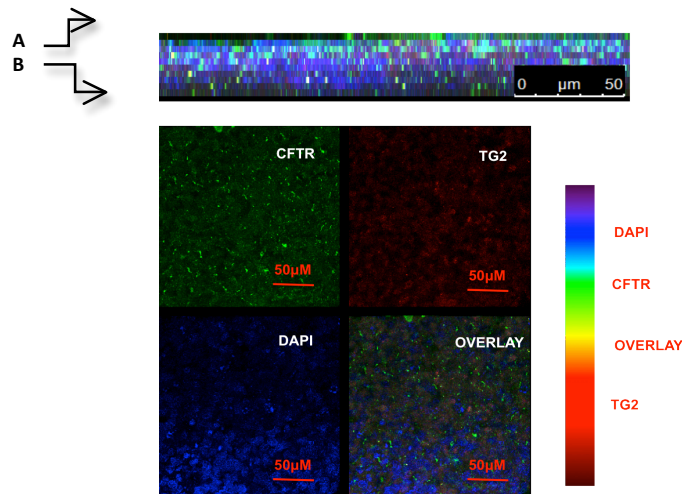 A
B
0 µm 50
CFTR
TG2
50µM
50µM
DAPI
OVERLAY
50µM
50µM
DAPI
CFTR
OVERLAY
TG2